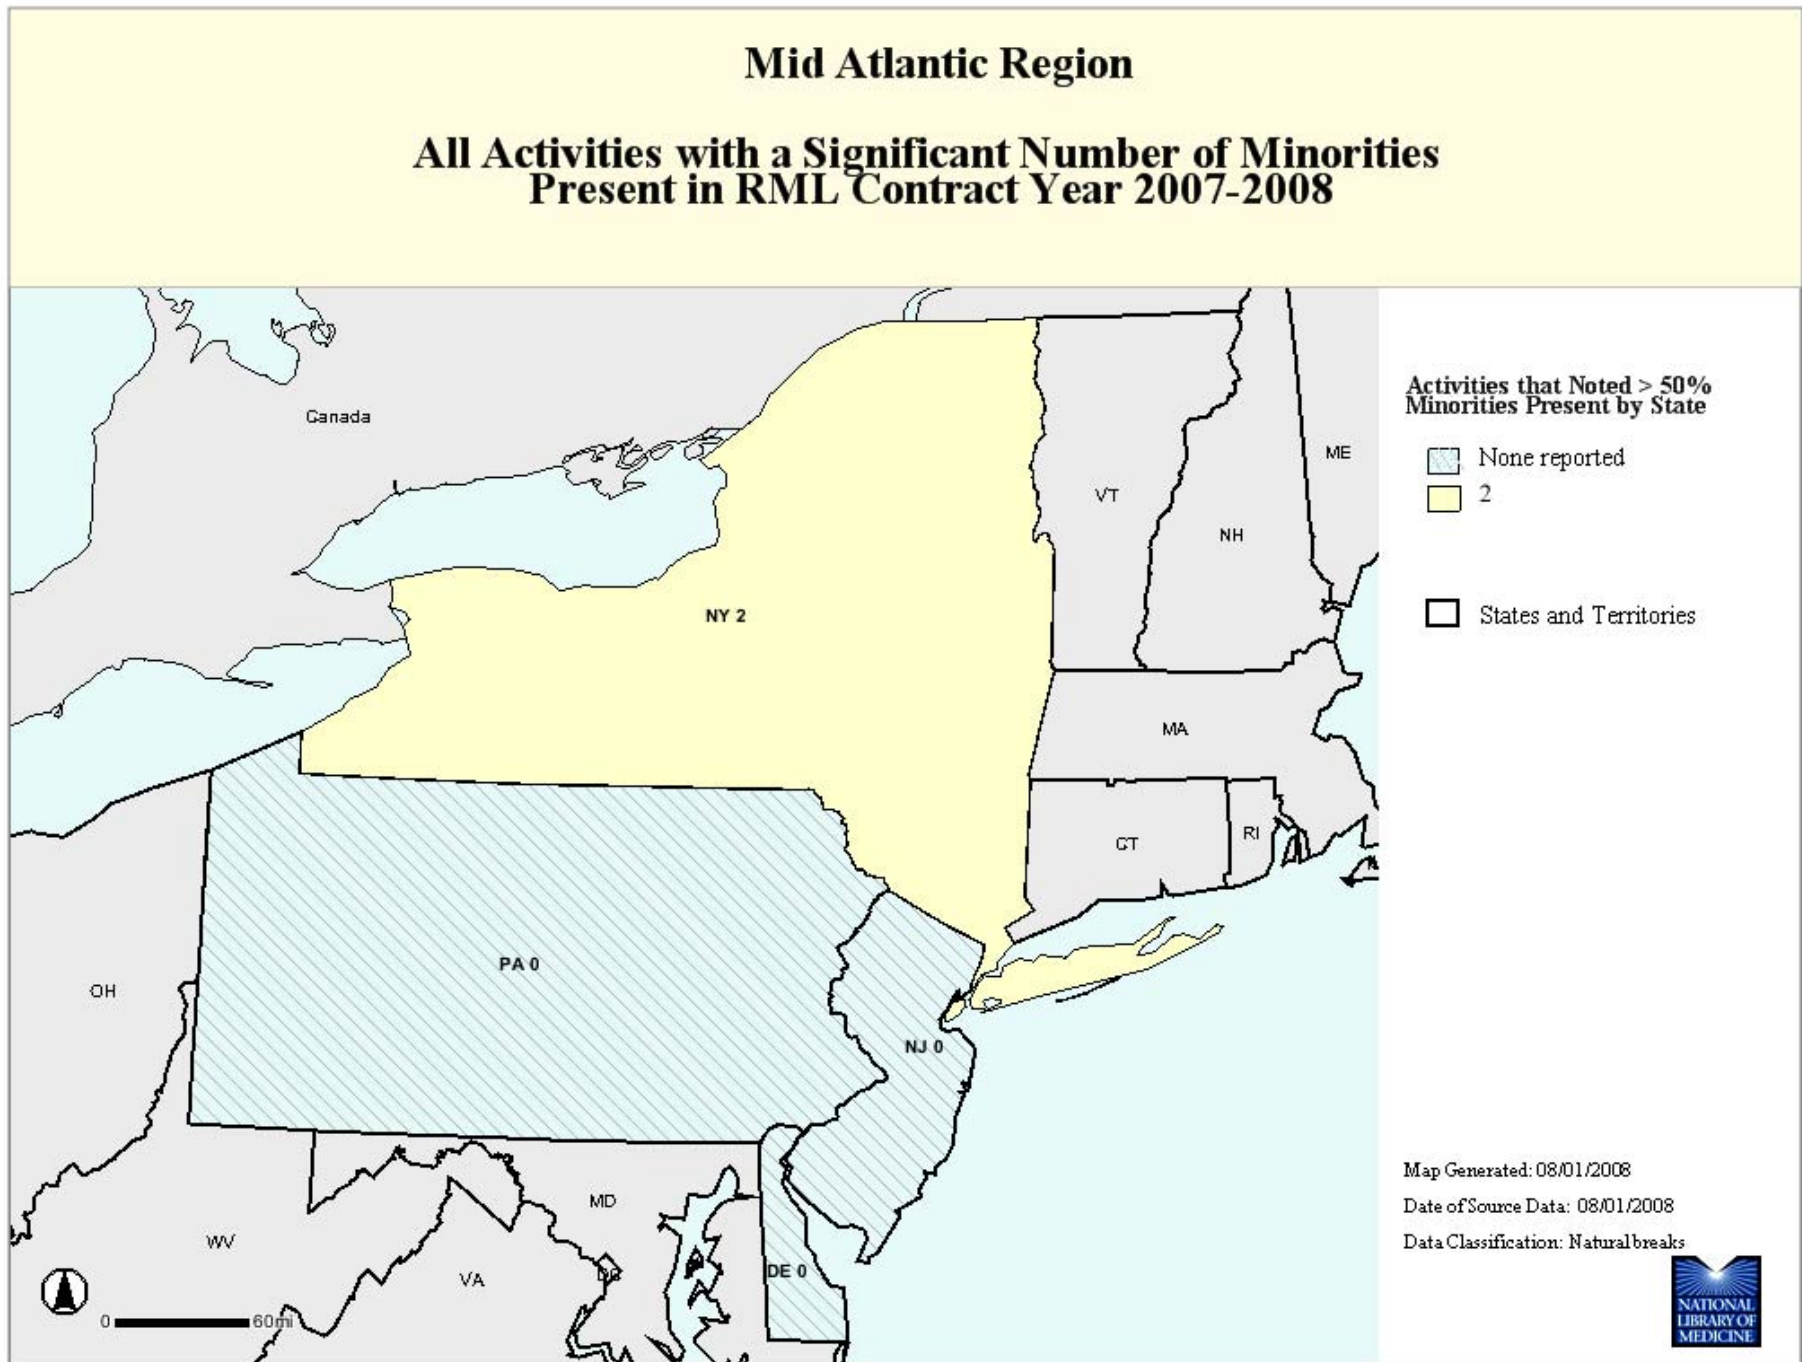 Mid Atlantic Region
All Activities with a Significant Number of Minorities
Present in RML Contract Year 2007-2008
Canada
ME
VT
NH
NY 2
MA
CT
RI
PA 0
OH
NJ 0
MD
WV
VA
DC
DE 0
0 60mi
Activities that Noted > 50%
Minorities Present by State
None reported
2
States and Territories
Map Generated: 08/01/2008
Date of Source Data: 08/01/2008
Data Classification: Natural breaks
NATIONAL
LIBRARY OF
MEDICINE